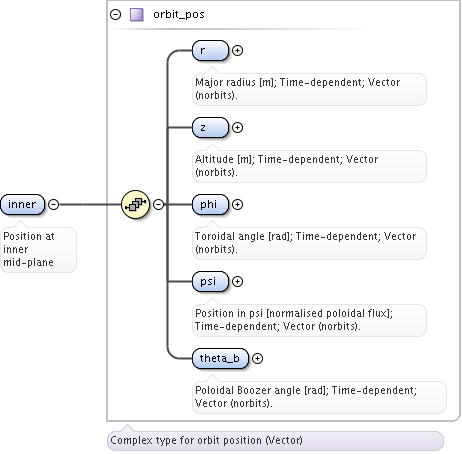 orbit_pos
r
Major radius [m]; Time-dependent; Vector
(norbits).
z
Altitude [m]; Time-dependent; Vector
(norbits).
inner
Position at
inner
mid-plane
phi
Toroidal angle [rad]; Time-dependent; Vector
(norbits).
psi
Position in psi [normalised poloidal flux];
Time-dependent; Vector (norbits).
theta_b
Poloidal Boozer angle [rad]; Time-dependent;
Vector (norbits).
Complex type for orbit position (Vector)